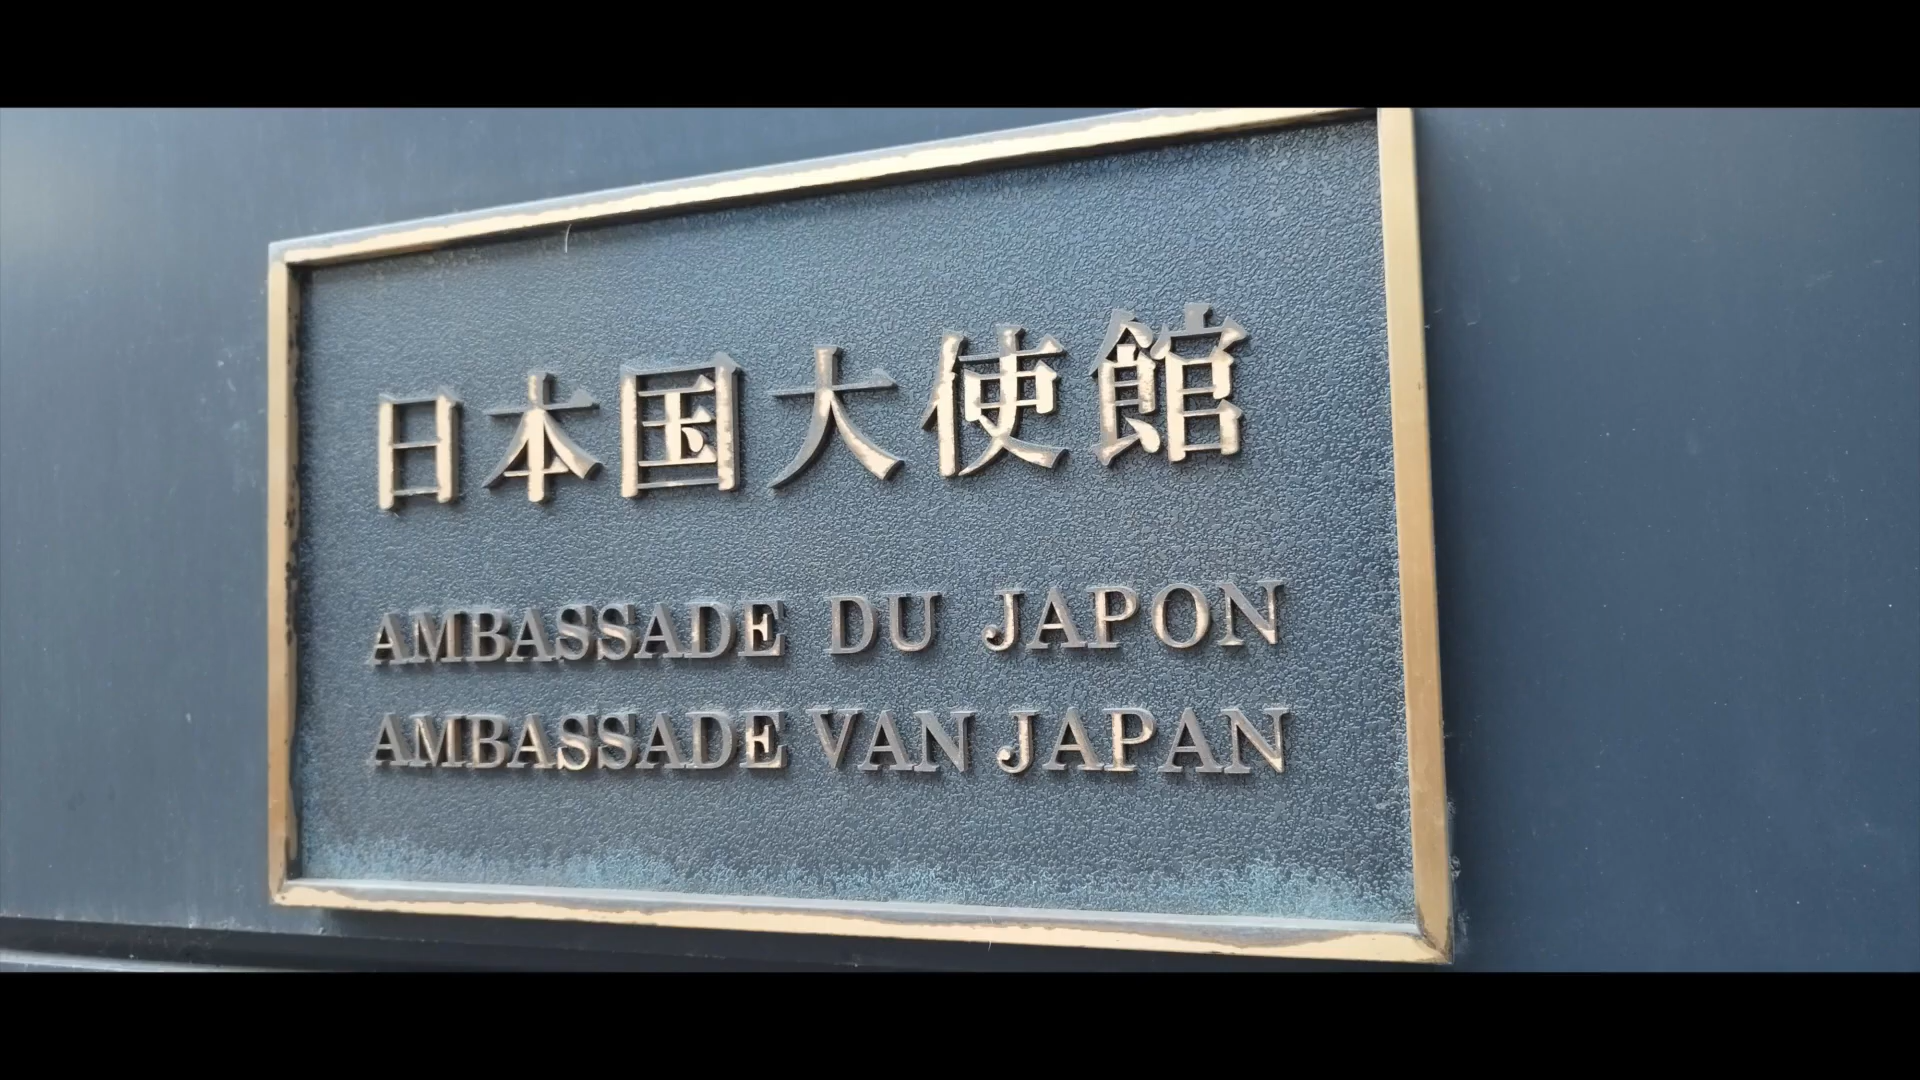 日本国大使館
AMBASSADE DU JAPON
AMBASSADE VAN JAPAN